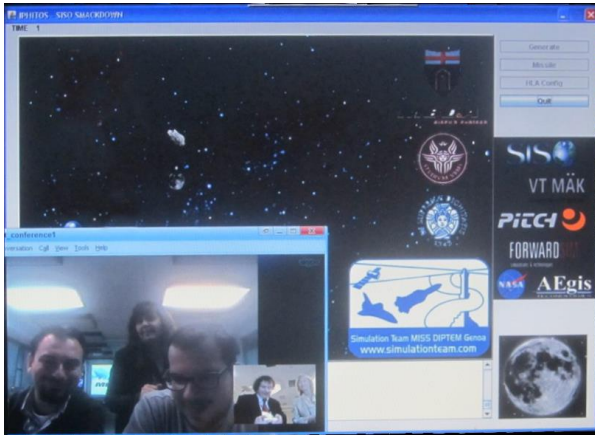 JPHITOS - SISO SMACKDOWN
TIME 1
Generate
Missile
HLA Config
Quit
SISO
VT MÄK
PITCH
FORWARD
NASA
AEgis
_conference1
Call View Tools Help
Simulation Team MISS DIPTEM Genoa
www.simulationteam.com